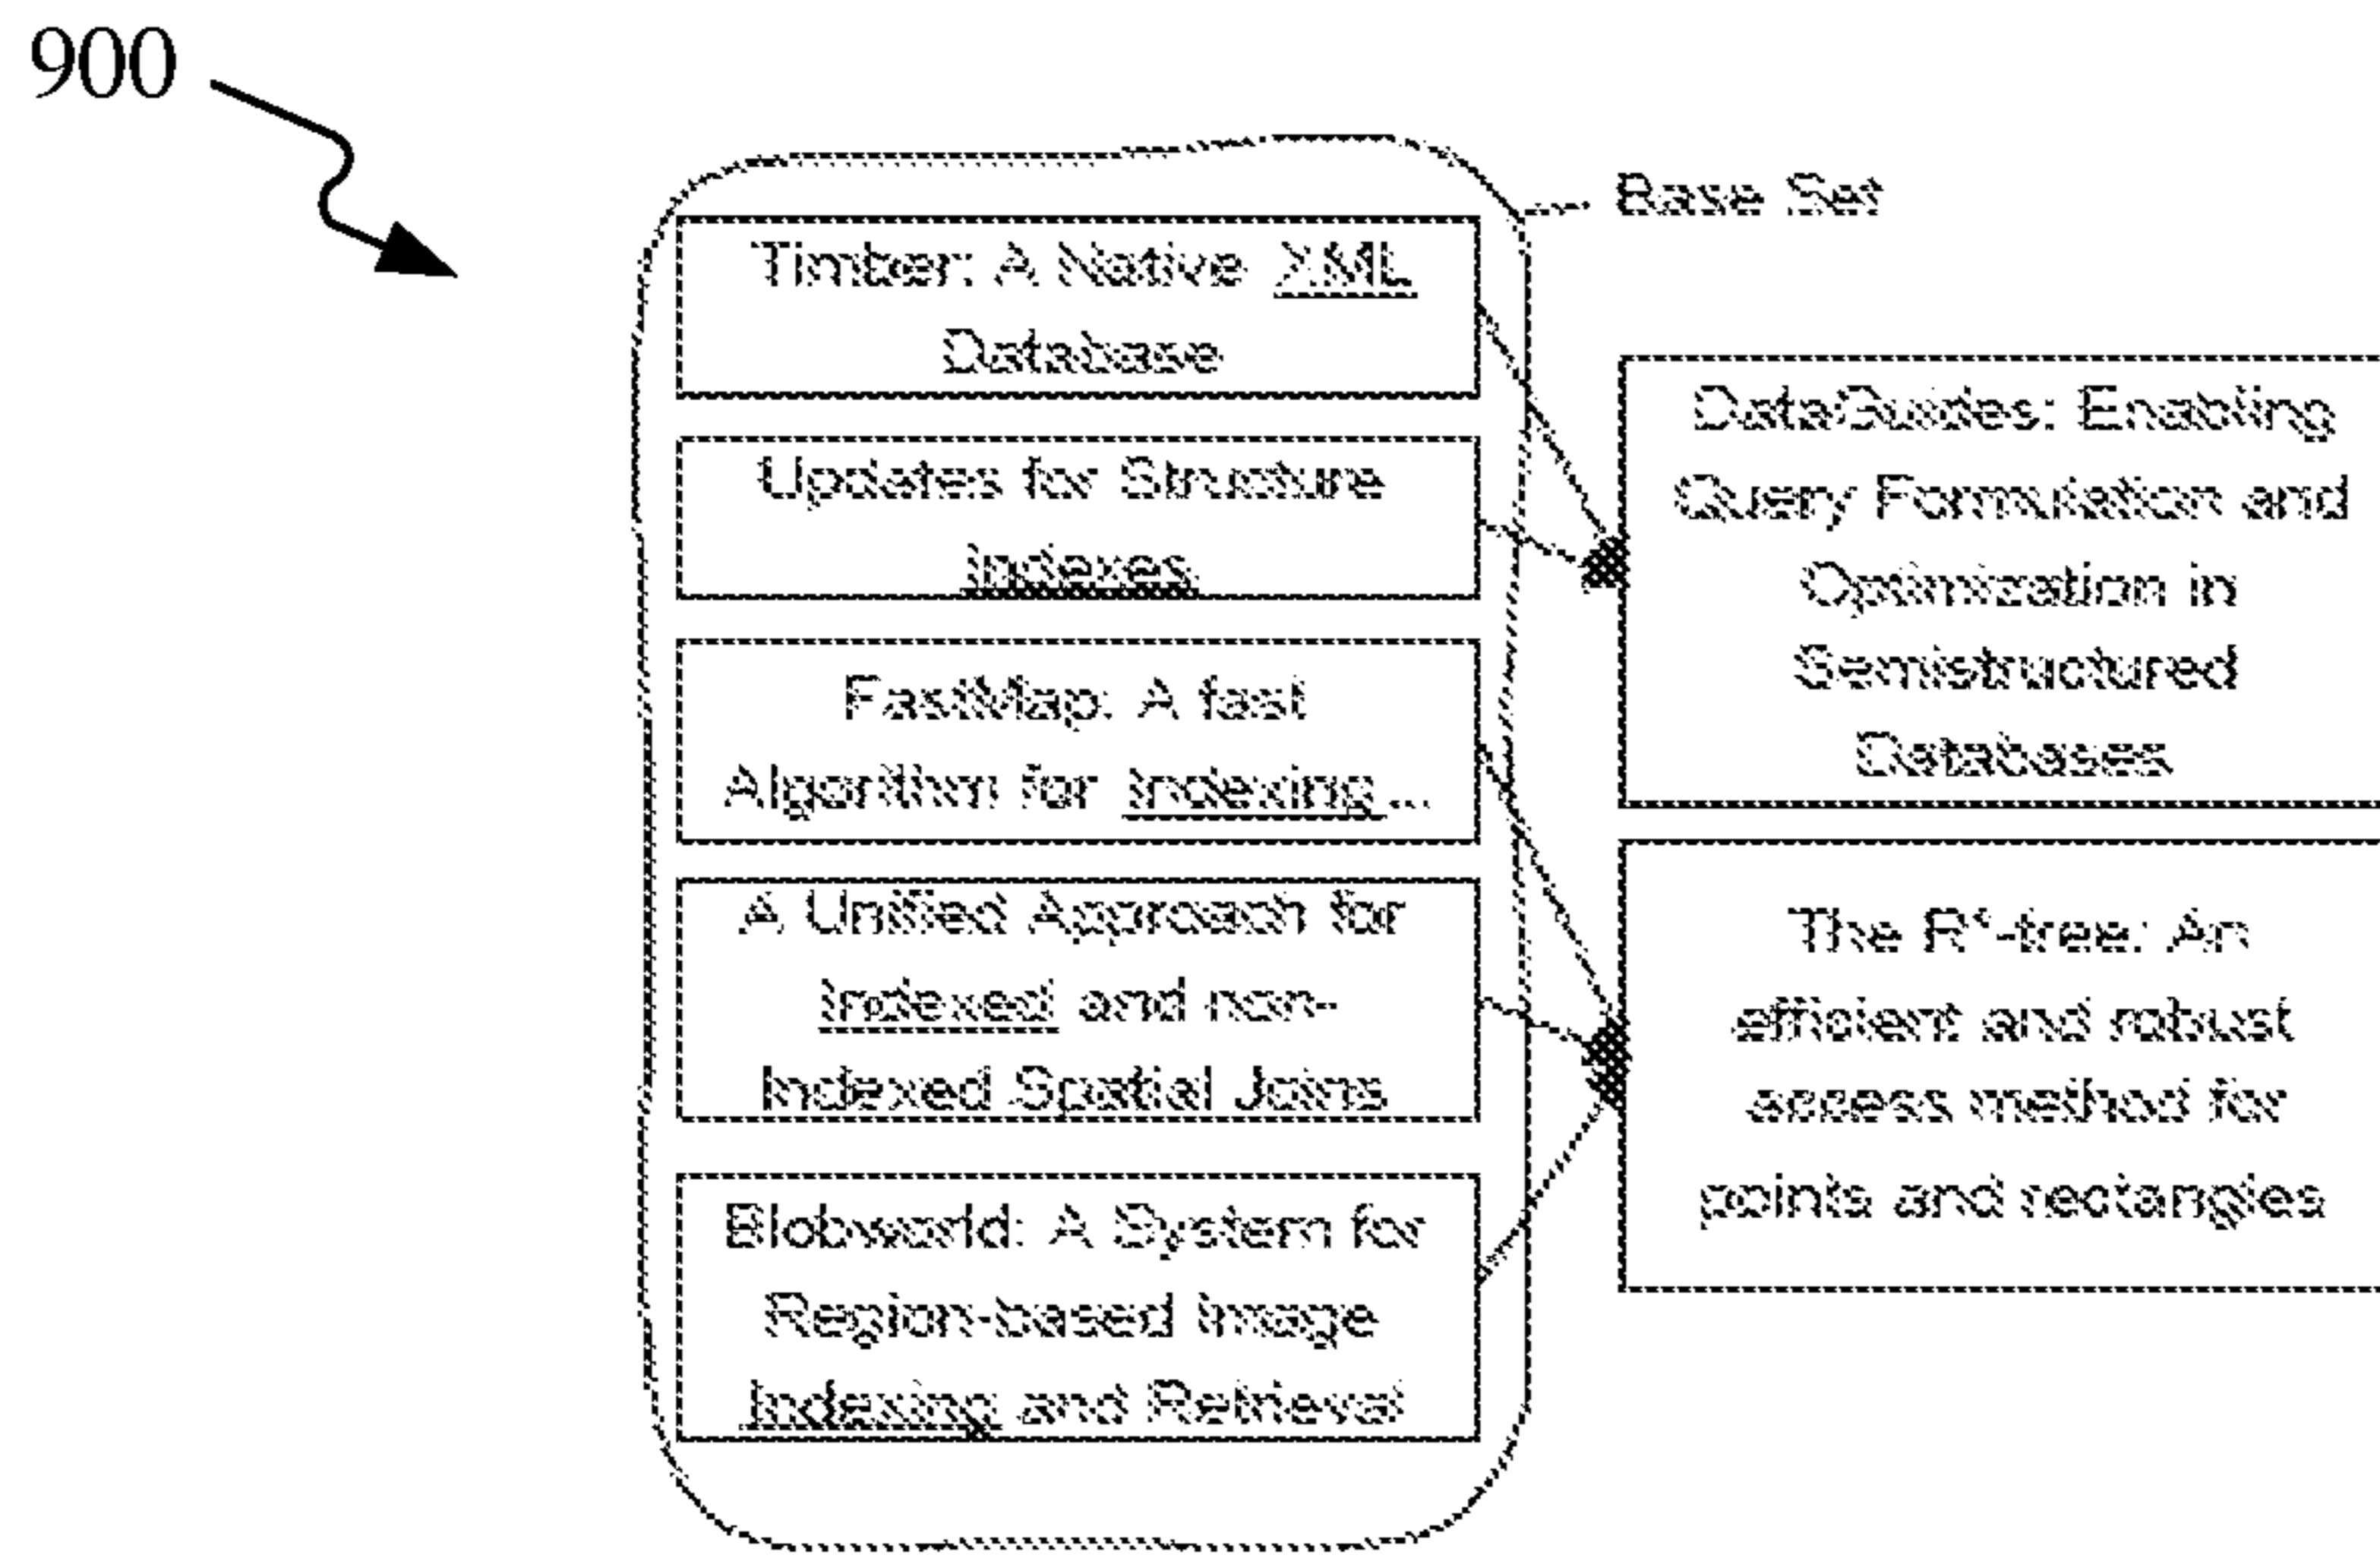 900
Base Set
Timber: A Native XML
Database
Updates for Structure
Indexes
FastMap: A fast
Algorithm for Indexing...
A Unified Approach for
Indexed and non-
Indexed Spatial Joins
Blobworld: A System for
Region-based Image
Indexing and Retrieval
DataGuides: Enabling
Query Formulation and
Optimization in
Semistructured
Databases
The R*-tree: An
efficient and robust
access method for
points and rectangles